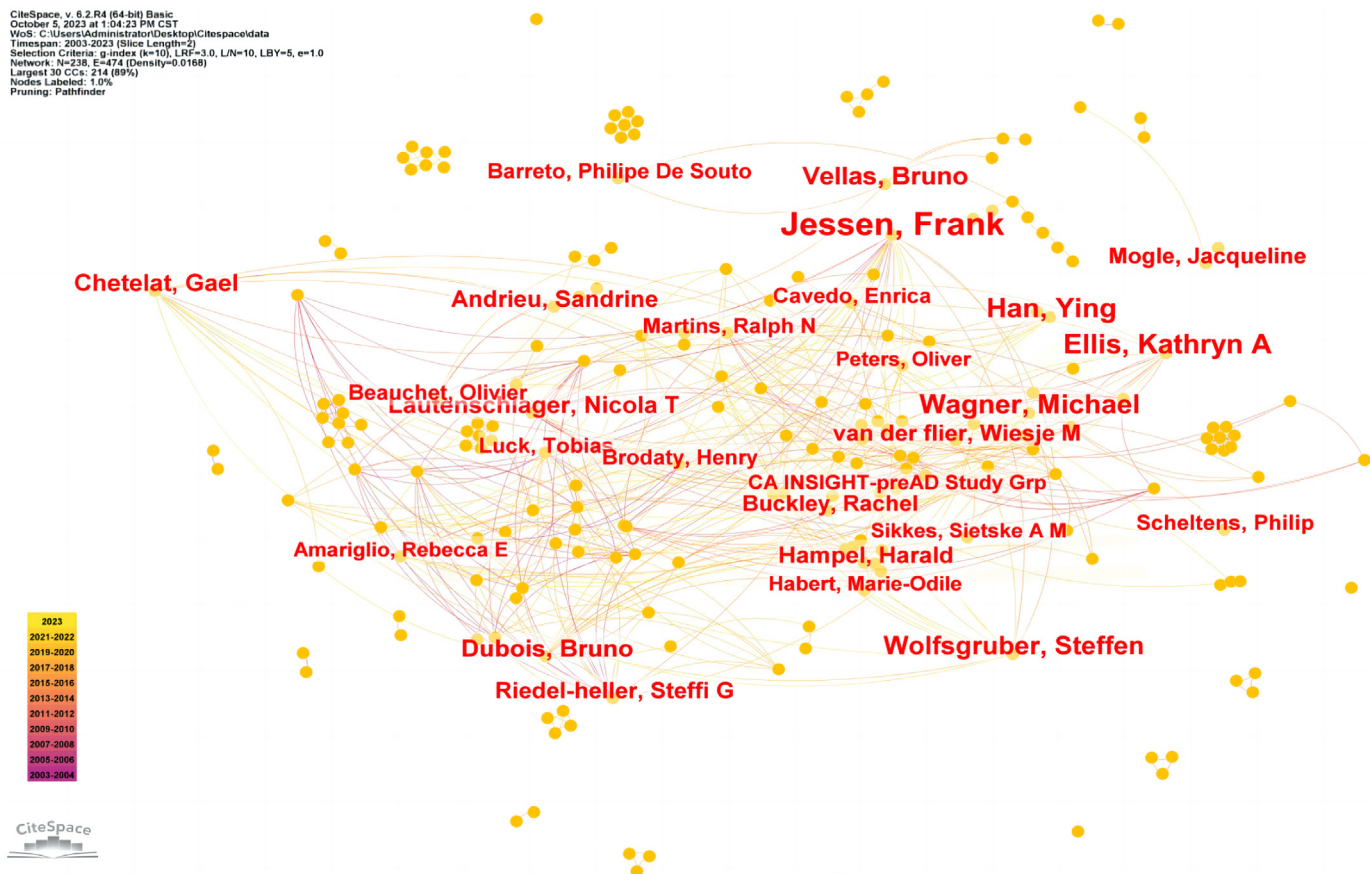 CiteSpace, v. 6.2.R4 (64-bit) Basic
October 5, 2023 at 1:04:23 PM CST
WoS: C:\Users\Administrator\Desktop\Citespace\data
Timespan: 2003-2023 (Slice Length=2)
Selection Criteria: g-index (k=10), LRF=3.0, L/N=10, LBY=5, e=1.0
Network: N=238, E=474 (Density=0.0168)
Largest 30 CCs: 214 (89%)
Nodes Labeled: 1.0%
Pruning: Pathfinder
Barreto, Philipe De Souto
Vellas, Bruno
Jessen, Frank
Mogle, Jacqueline
Chetelat, Gael
Andrieu, Sandrine
Cavedo, Enrica
Han, Ying
Martins, Ralph N
Ellis, Kathryn A
Peters, Oliver
Beauchet, Olivier
Lautenschlager, Nicola T
Wagner, Michael
van der flier, Wiesje M
Luck, Tobias
Brodaty, Henry
CA INSIGHT-preAD Study Grp
Buckley, Rachel
Scheltens, Philip
Sikkes, Sietske A M
Amariglio, Rebecca E
Hampel, Harald
Habert, Marie-Odile
Dubois, Bruno
Wolfsgruber, Steffen
Riedel-heller, Steffi G
2023
2021-2022
2019-2020
2017-2018
2015-2016
2013-2014
2011-2012
2009-2010
2007-2008
2005-2006
2003-2004
CiteSpace